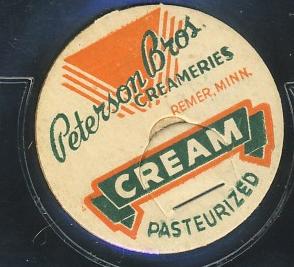 Peterson Bros.
CREAMERIES
REMER, MINN.
CREAM
PASTEURIZED